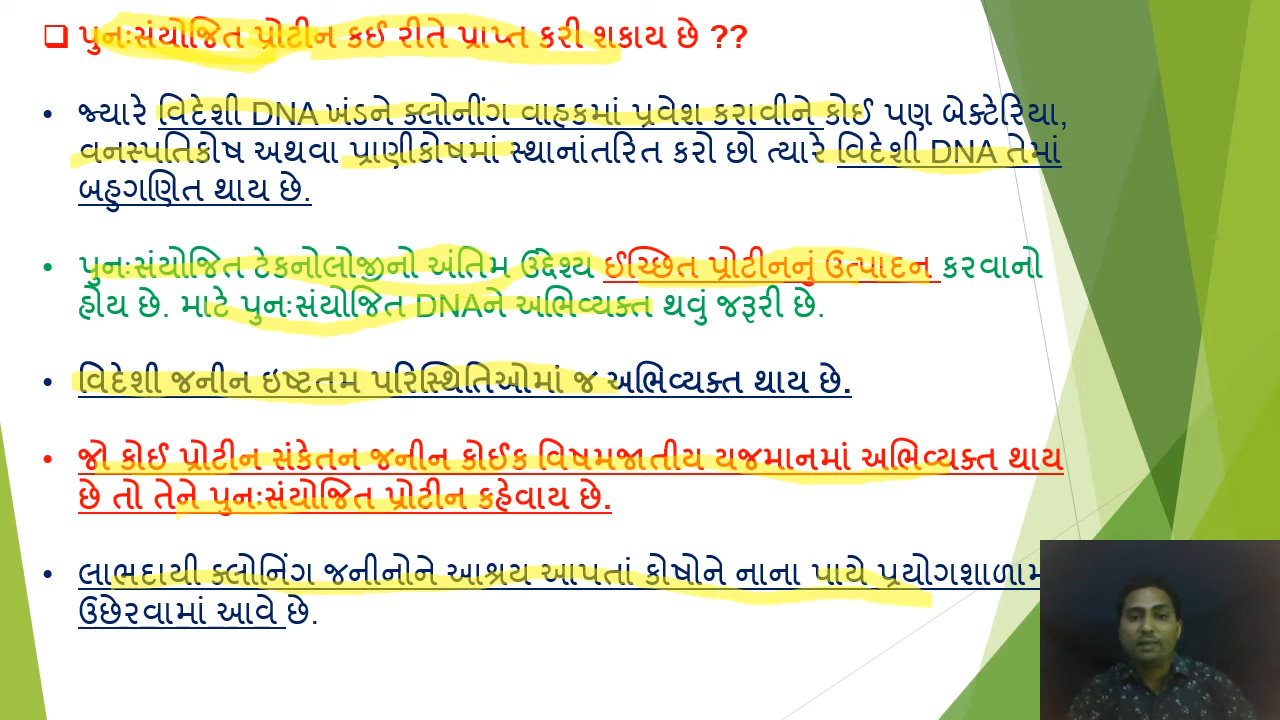 પુનઃસંયોજિત પ્રોટીન કઈ રીતે પ્રાપ્ત કરી શકાય છે ??
• જ્યારે વિદેશી DNA ખંડને ક્લોનીંગ વાહકમાં પ્રવેશ કરાવીને કોઈ પણ બેક્ટેરિયા,
વનસ્પતિકોષ અથવા પ્રાણીકોષમાં સ્થાનાંતરિત કરો છો ત્યારે વિદેશી DNA તેમાં
બહુગણિત થાય છે.
• પુનઃસંયોજિત ટેકનોલોજીનો અંતિમ ઉદ્દેશ્ય ઈચ્છિત પ્રોટીનનું ઉત્પાદન કરવાનો
હોય છે. માટે પુનઃસંયોજિત DNAને અભિવ્યક્ત થવું જરૂરી છે.
• વિદેશી જનીન ઇષ્ટતમ પરિસ્થિતિઓમાં જ અભિવ્યક્ત થાય છે.
• જો કોઈ પ્રોટીન સંકેતન જનીન કોઈક વિષમજાતીય યજમાનમાં અભિવ્યક્ત થાય
છે તો તેને પુનઃસંયોજિત પ્રોટીન કહેવાય છે.
• લાભદાયી ક્લોનિંગ જનીનોને આશ્રય આપતાં કોષોને નાના પાયે
ઉછેરવામાં આવે છે.